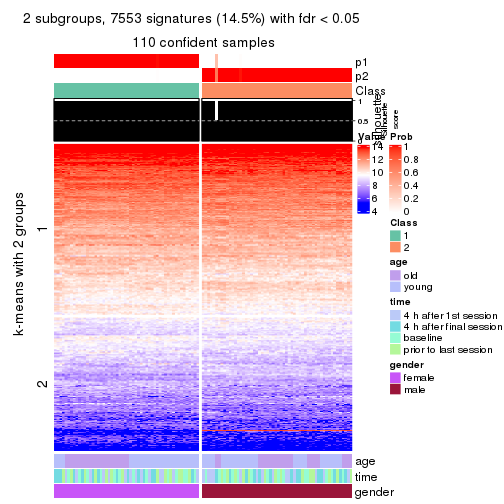 2 subgroups, 7553 signatures (14.5%) with fdr < 0.05
110 confident samples
p1
p2
Class
1
0.5
0
silhouette
Silhouette
score
k-means with 2 groups
1
2
Value
14
12
10
8
6
4
Prob
1
0.8
0.6
0.4
0.2
0
Class
1
2
age
old
young
time
4 h after 1st session
4 h after final session
baseline
prior to last session
gender
female
male
age
time
gender